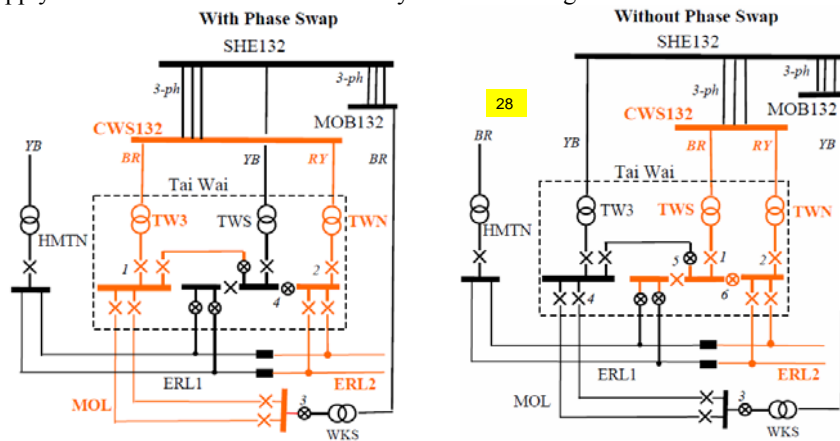 With Phase Swap
SHE132
3-ph
3-ph
MOB132
CWS132
YB
BR
YB
RY
BR
Tai Wai
TW3
TWS
TWN
HMTN
1
2
4
ERL1
ERL2
MOL
3
WKS
Without Phase Swap
SHE132
3-ph
3-ph
28
MOB132
CWS132
BR
YB
BR
RY
YB
Tai Wai
TW3
TWS
TWN
HMTN
1
2
5
4
6
ERL1
ERL2
MOL
3
WKS